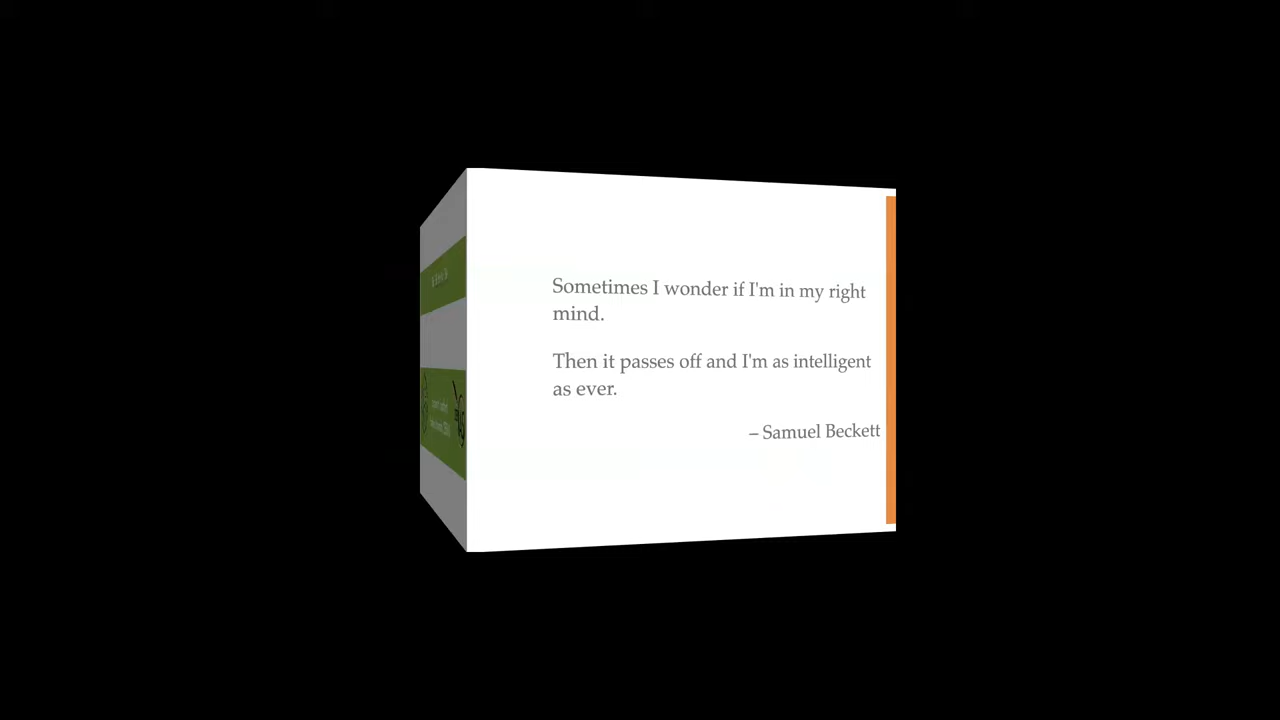 Sometimes I wonder if I'm in my right
mind.
Then it passes off and I'm as intelligent
as ever.
– Samuel Beckett